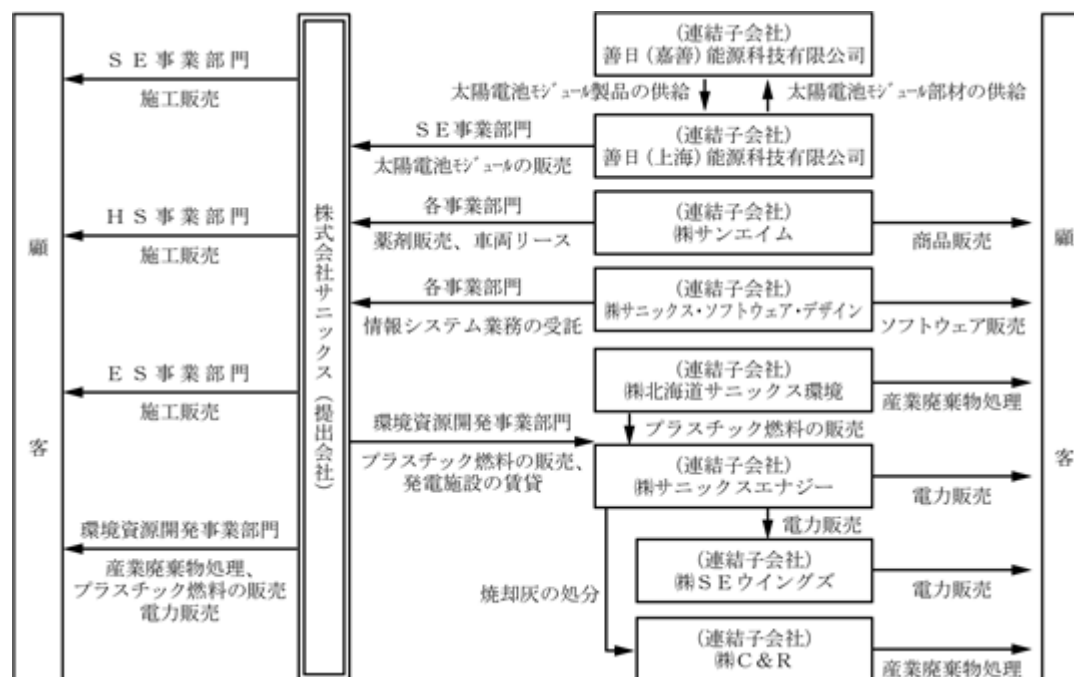 顧
客
ＳＥ事業部門
施工販売
ＨＳ事業部門
施工販売
ＥＳ事業部門
施工販売
環境資源開発事業部門
産業廃棄物処理、
プラスチック燃料の販売
電力販売
株式会社サニックス（提出会社）
(連結子会社)
善日(嘉善)能源科技有限公司
太陽電池ﾓｼﾞｭｰﾙ製品の供給
太陽電池ﾓｼﾞｭｰﾙ部材の供給
ＳＥ事業部門
太陽電池ﾓｼﾞｭｰﾙの販売
(連結子会社)
善日(上海)能源科技有限公司
各事業部門
薬剤販売、車両リース
(連結子会社)
㈱サンエイム
商品販売
各事業部門
情報システム業務の受託
(連結子会社)
㈱サニックス・ソフトウェア・デザイン
ソフトウェア販売
(連結子会社)
㈱北海道サニックス環境
産業廃棄物処理
環境資源開発事業部門
プラスチック燃料の販売、
発電施設の賃貸
プラスチック燃料の販売
(連結子会社)
㈱サニックスエナジー
電力販売
電力販売
(連結子会社)
㈱ＳＥウイングズ
電力販売
焼却灰の処分
(連結子会社)
㈱Ｃ＆Ｒ
産業廃棄物処理
顧
客